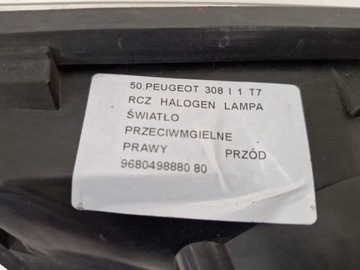 50.PEUGEOT 308 I 1 T7
RCZ HALOGEN LAMPA
ŚWIATŁO
PRZECIWMGIELNE
PRAWY PRZÓD
9680498880 80